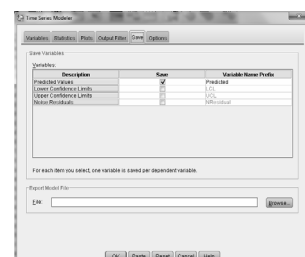 Time Series Modeler
Variables Statistics Plots Output Filter Save Options
Save Variables
Variables:
Description Save Variable Name Prefix
Predicted Values Predicted
Lower Confidence Limits LCL
Upper Confidence Limits UCL
Noise Residuals NResidual
For each item you select, one variable is saved per dependent variable.
Export Model File
File: Browse...
OK Paste Reset Cancel Help